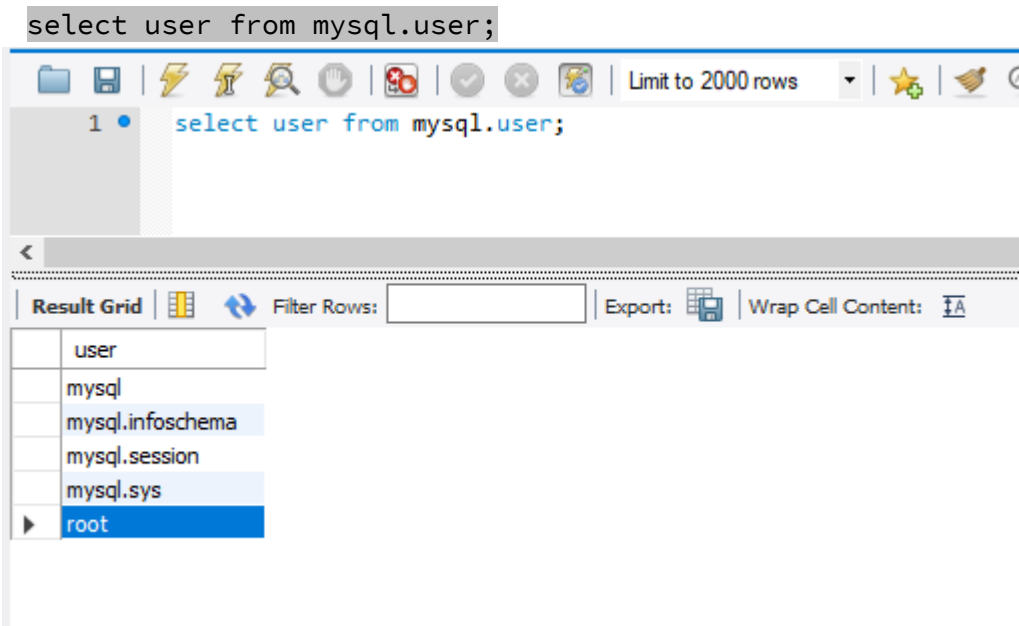 select user from mysql.user;
Limit to 2000 rows
1 select user from mysql.user;
Result Grid Filter Rows: Export: Wrap Cell Content: IA
user
mysql
mysql.infoschema
mysql.session
mysql.sys
root